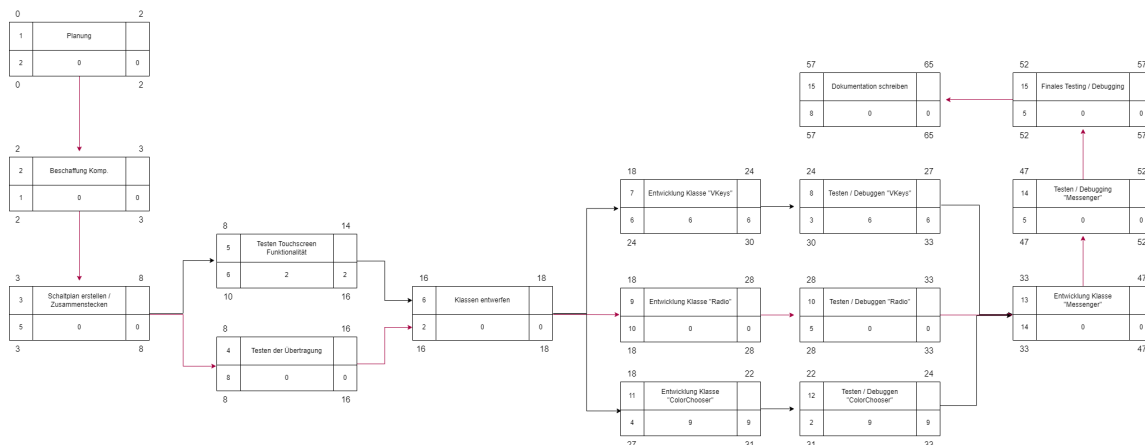 0 2
1 Planung
2 0 0
0 2
2 3
2 Beschaffung Komp.
1 0 0
2 3
3 8
3 Schaltplan erstellen /
Zusammenstecken
5 0 0
3 8
8 14
5 Testen Touchscreen
Funktionalität
6 2 2
10 16
8 16
4 Testen der Übertragung
8 0 0
8 16
16 18
6 Klassen entwerfen
2 0 0
16 18
18 24
7 Entwicklung Klasse "VKeys"
6 6 6
24 30
24 27
8 Testen / Debuggen "VKeys"
3 6 6
30 33
18 28
9 Entwicklung Klasse "Radio"
10 0 0
18 28
28 33
10 Testen / Debuggen "Radio"
5 0 0
28 33
18 22
11 Entwicklung Klasse
"ColorChooser"
4 9 9
27 31
22 24
12 Testen / Debuggen
"ColorChooser"
2 9 9
31 33
33 47
13 Entwicklung Klasse
"Messenger"
14 0 0
33 47
47 52
14 Testen / Debugging
"Messenger"
5 0 0
47 52
52 57
15 Finales Testing / Debugging
5 0 0
52 57
57 65
15 Dokumentation schreiben
8 0 0
57 65